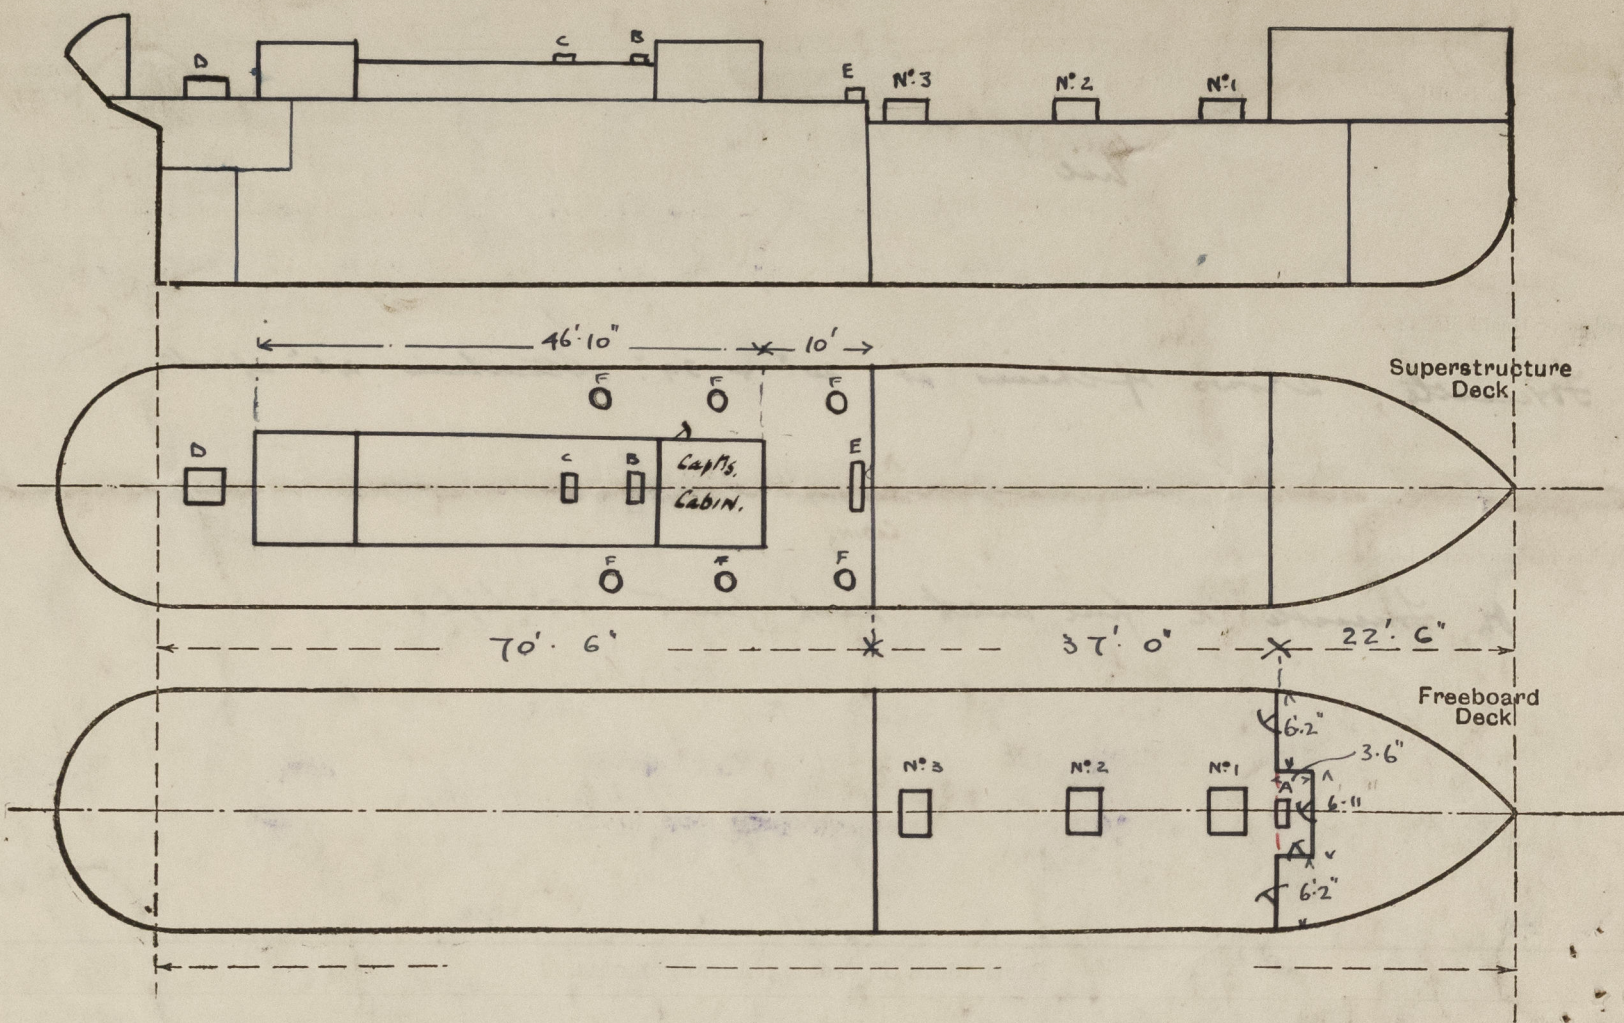 D
C
B
E
No. 3
No. 2
No. 1
46'·10"
10'
Superstructure
Deck
F
F
F
D
C
B
Capt's.
Cabin.
E
F
F
F
70'· 6"
37'· 0"
22'· 6"
Freeboard
Deck
6'·2"
3·6"
No. 3
No. 2
No. 1
A
6·11"
6'·2"